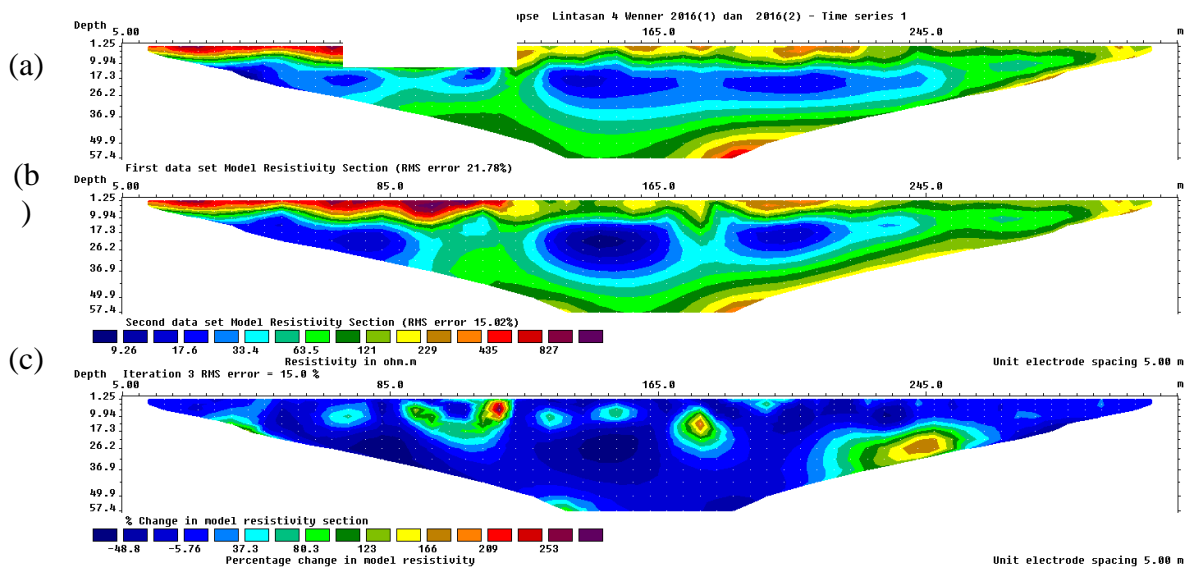 Lintasan 4 Wenner 2016(1) dan 2016(2) - Time series 1
Depth 165.0 245.0 m
(a)
1.25
9.94
17.3
26.2
36.9
49.9
57.4
First data set Model Resistivity Section (RMS error 21.78%)
(b
)
Depth 5.00 85.0 165.0 245.0 m
1.25
9.94
17.3
26.2
36.9
49.9
57.4
Second data set Model Resistivity Section (RMS error 15.02%)
9.26 17.6 33.4 63.5 121 229 435 827
Resistivity in ohm.m
Unit electrode spacing 5.00 m
(c)
Iteration 3 RMS error = 15.0 %
Depth 5.00 85.0 165.0 245.0 m
1.25
9.94
17.3
26.2
36.9
49.9
57.4
% Change in model resistivity section
-48.8 -5.76 37.3 80.3 123 166 209 253
Percentage change in model resistivity
Unit electrode spacing 5.00 m